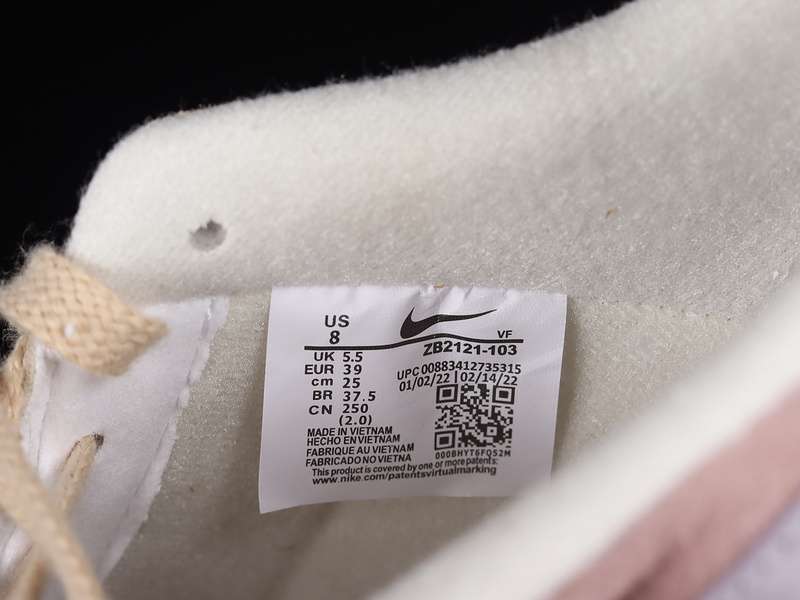 US
8
VF
UK 5.5
EUR 39
cm 25
BR 37.5
CN 250
(2.0)
ZB2121-103
UPC 00883412735315
01/02/22 | 02/14/22
000BHYT6FQS2M
MADE IN VIETNAM
HECHO EN VIETNAM
FABRIQUE AU VIETNAM
FABRICADO NO VIETNA
This product is covered by one or more patents:
www.nike.com/patentsvirtualmarking